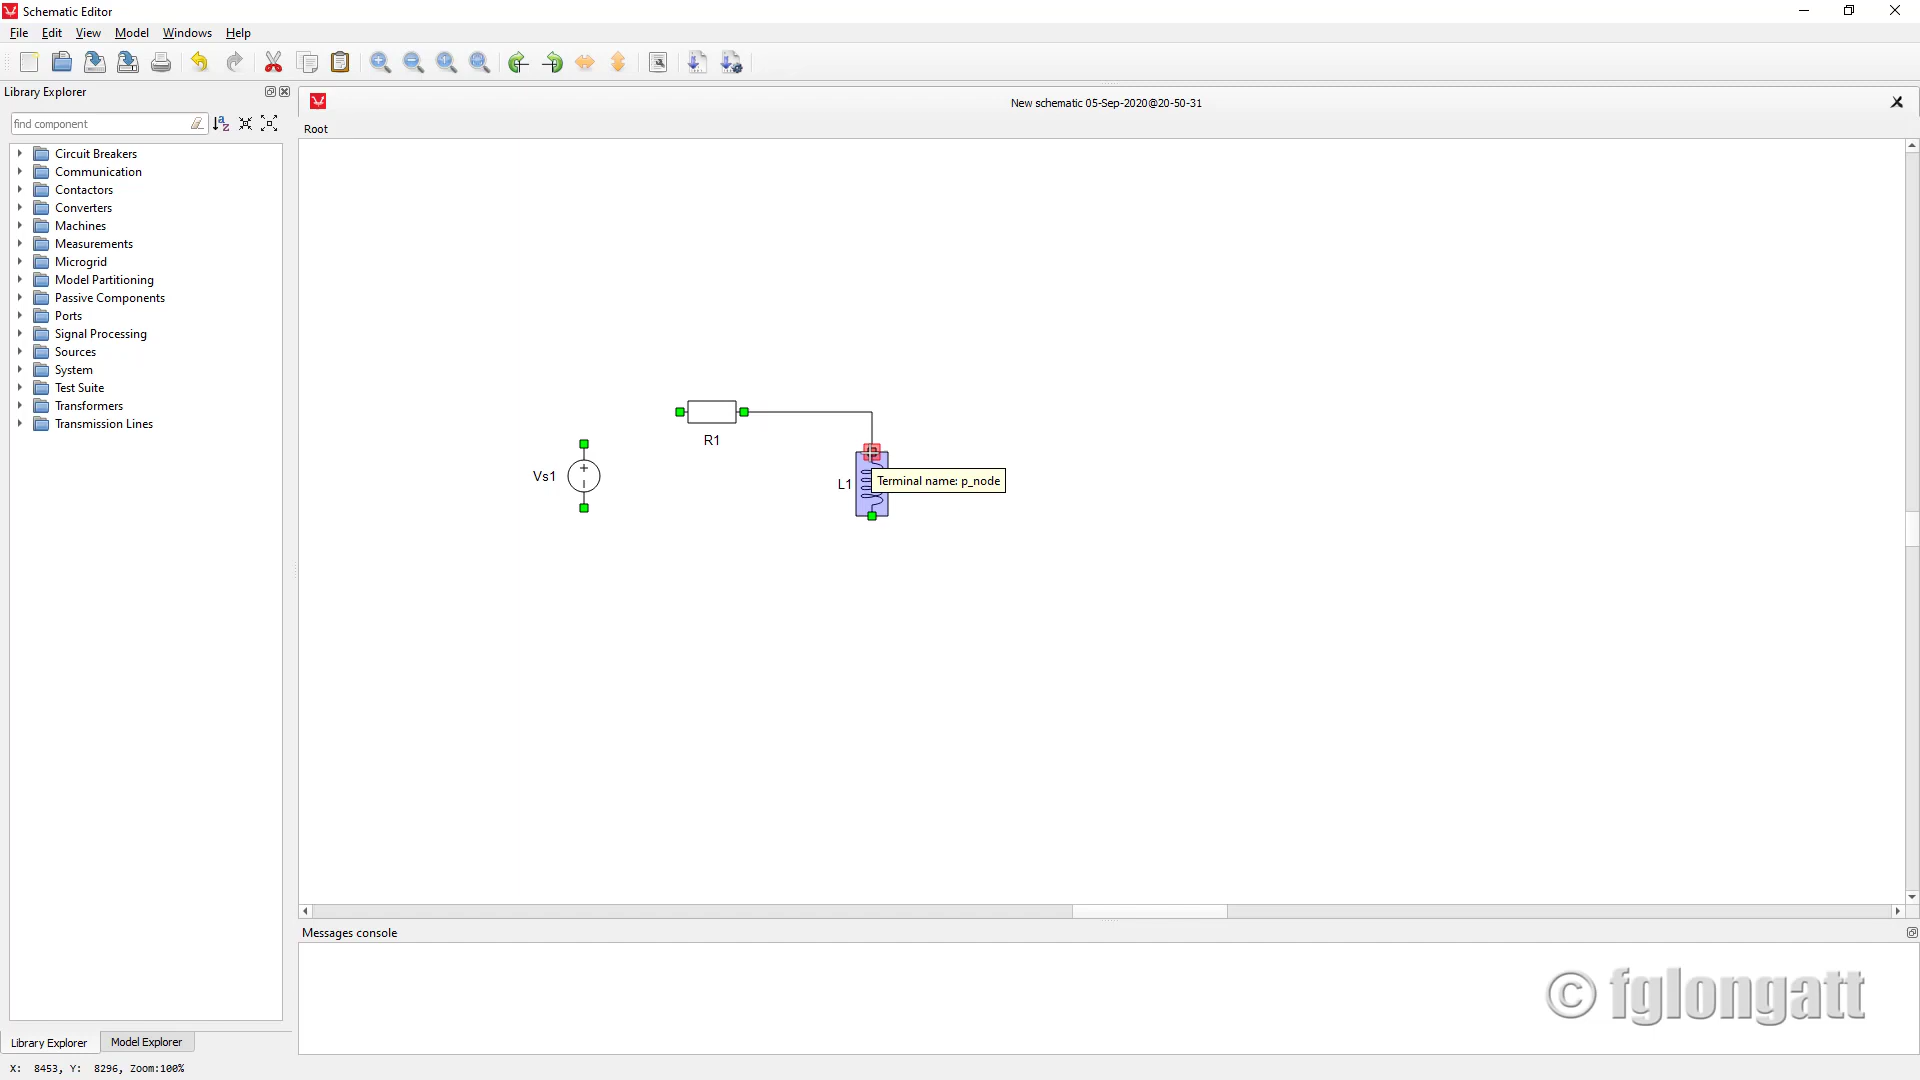 Schematic Editor
File Edit View Model Windows Help
Library Explorer
New schematic 05-Sep-2020@20-50-31
find component
Root
Circuit Breakers
Communication
Contactors
Converters
Machines
Measurements
Microgrid
Model Partitioning
Passive Components
Ports
Signal Processing
Sources
System
Test Suite
Transformers
Transmission Lines
R1
Vs1
L1
Terminal name: p_node
Messages console
© fglongatt
Library Explorer Model Explorer
X: 8453, Y: 8296, Zoom:100%